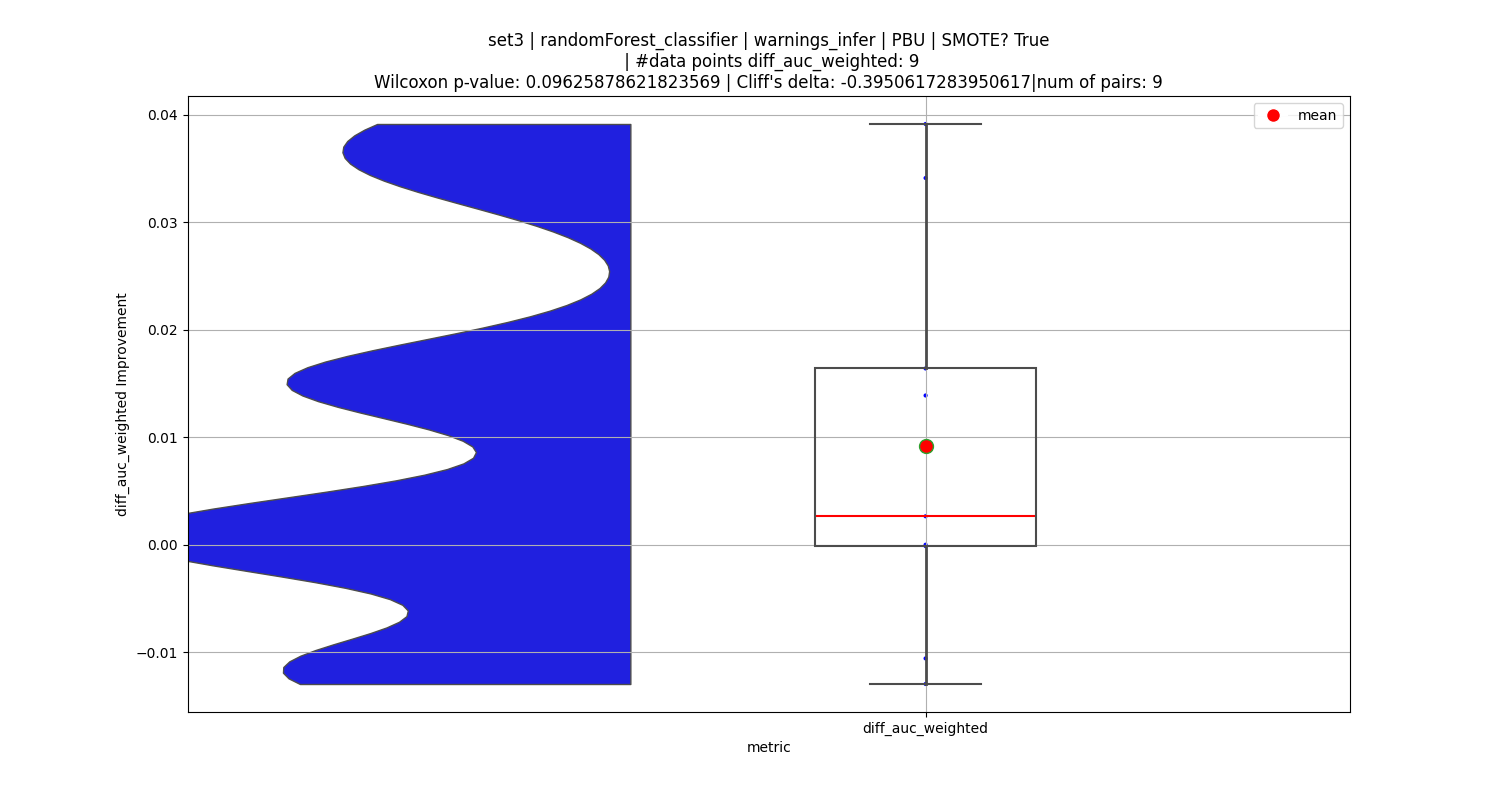 set3 | randomForest_classifier | warnings_infer | PBU | SMOTE? True
| #data points diff_auc_weighted: 9
Wilcoxon p-value: 0.09625878621823569 | Cliff's delta: -0.3950617283950617|num of pairs: 9
mean
0.04
0.03
0.02
0.01
0.00
−0.01
diff_auc_weighted Improvement
diff_auc_weighted
metric